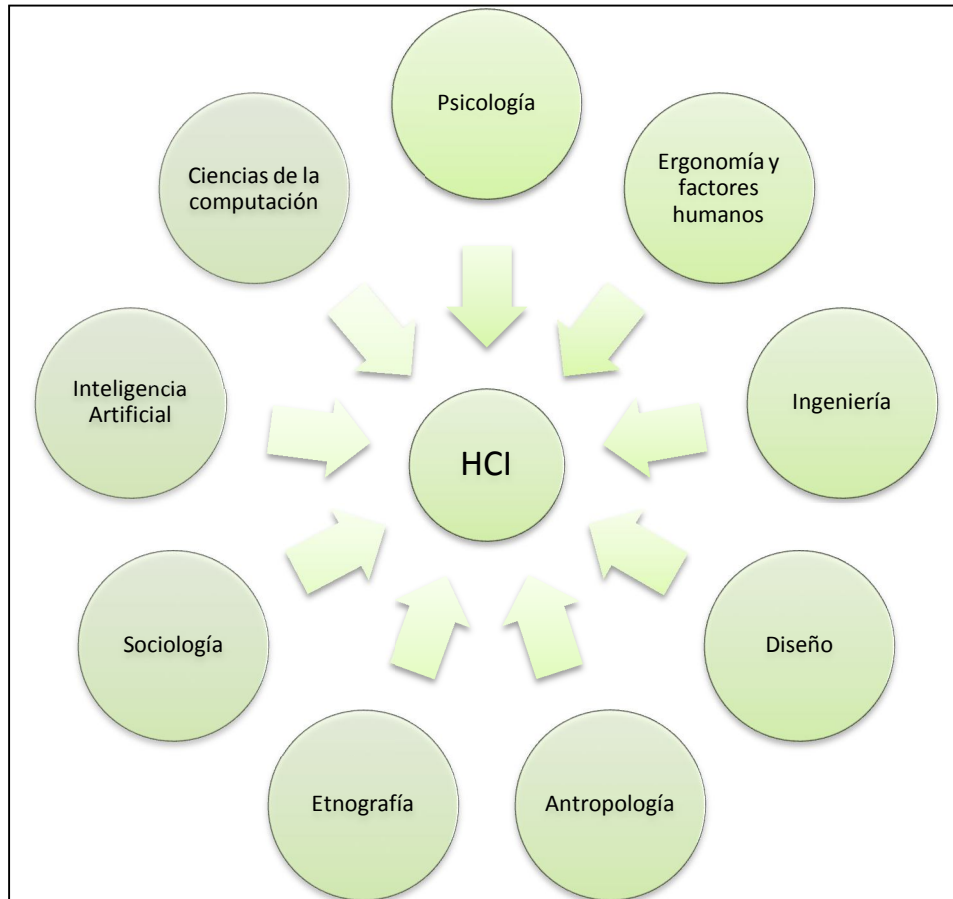 Psicología
Ergonomía y
factores
humanos
Ciencias de la
computación
Inteligencia
Artificial
Ingeniería
HCI
Sociología
Diseño
Etnografía
Antropología